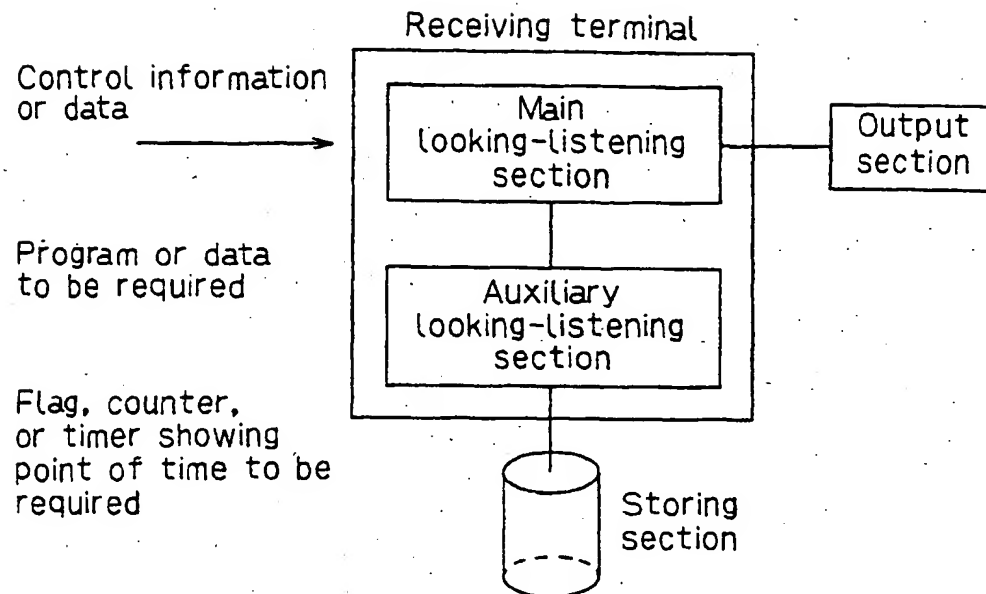 Receiving terminal
Control information
or data
Main
looking-listening
section
Output
section
Program or data
to be required
Auxiliary
looking-listening
section
Flag, counter,
or timer showing
point of time to be
required
Storing
section